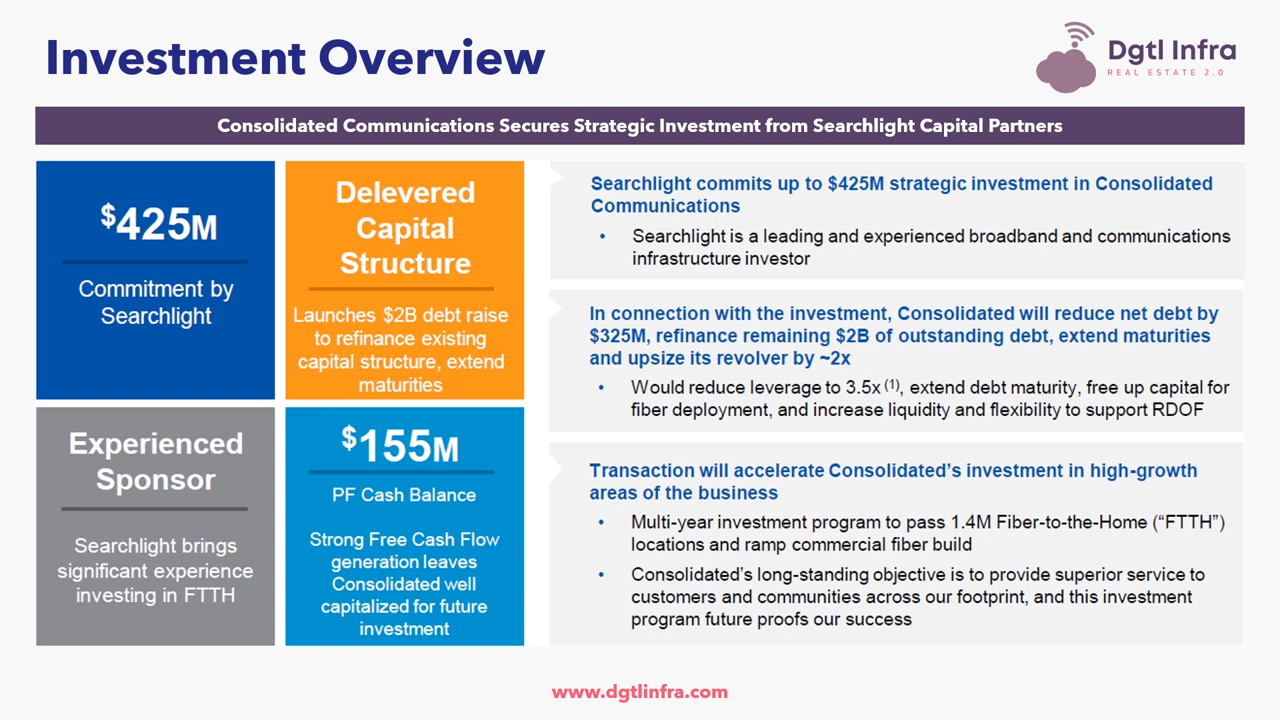 Investment Overview
Dgtl Infra
REAL ESTATE 2.0
Consolidated Communications Secures Strategic Investment from Searchlight Capital Partners
$425M
Commitment by
Searchlight
Delevered
Capital
Structure
Launches $2B debt raise
to refinance existing
capital structure, extend
maturities
Experienced
Sponsor
Searchlight brings
significant experience
investing in FTTH
$155M
PF Cash Balance
Strong Free Cash Flow
generation leaves
Consolidated well
capitalized for future
investment
Searchlight commits up to $425M strategic investment in Consolidated
Communications
• Searchlight is a leading and experienced broadband and communications
infrastructure investor
In connection with the investment, Consolidated will reduce net debt by
$325M, refinance remaining $2B of outstanding debt, extend maturities
and upsize its revolver by ~2x
• Would reduce leverage to 3.5x (1), extend debt maturity, free up capital for
fiber deployment, and increase liquidity and flexibility to support RDOF
Transaction will accelerate Consolidated's investment in high-growth
areas of the business
• Multi-year investment program to pass 1.4M Fiber-to-the-Home ("FTTH")
locations and ramp commercial fiber build
• Consolidated's long-standing objective is to provide superior service to
customers and communities across our footprint, and this investment
program future proofs our success
www.dgtlinfra.com